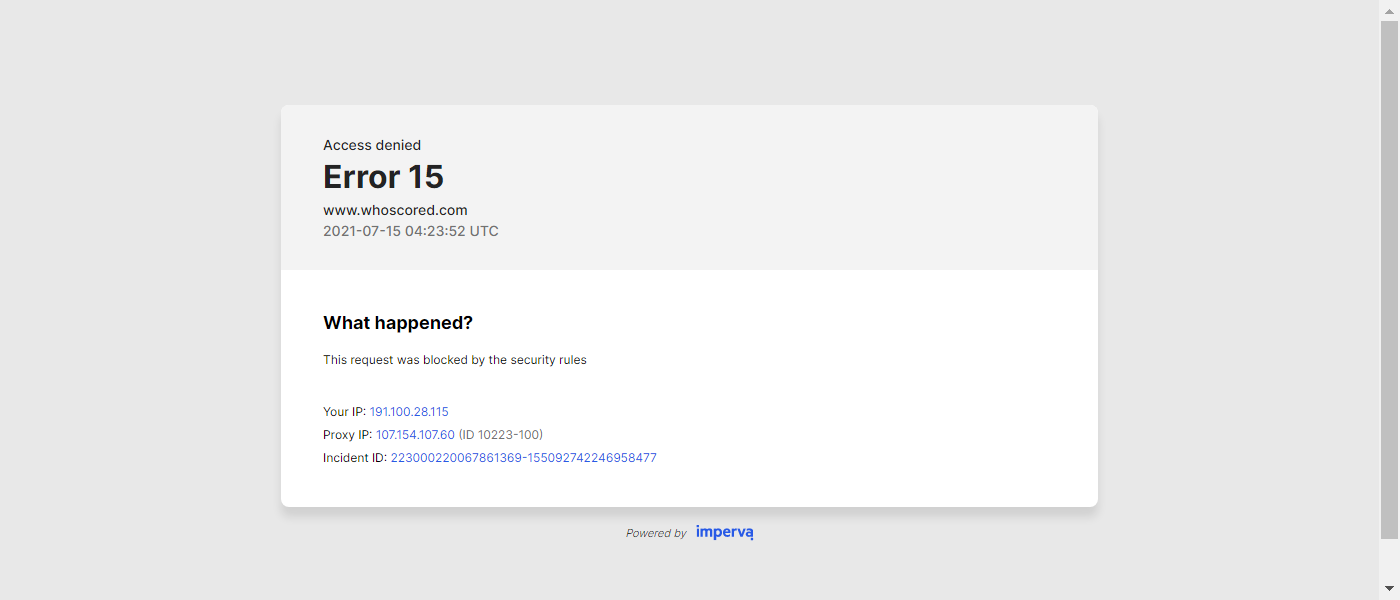 Access denied
Error 15
www.whoscored.com
2021-07-15 04:23:52 UTC
What happened?
This request was blocked by the security rules
Your IP: 191.100.28.115
Proxy IP: 107.154.107.60 (ID 10223-100)
Incident ID: 223000220067861369-155092742246958477
Powered by imperva